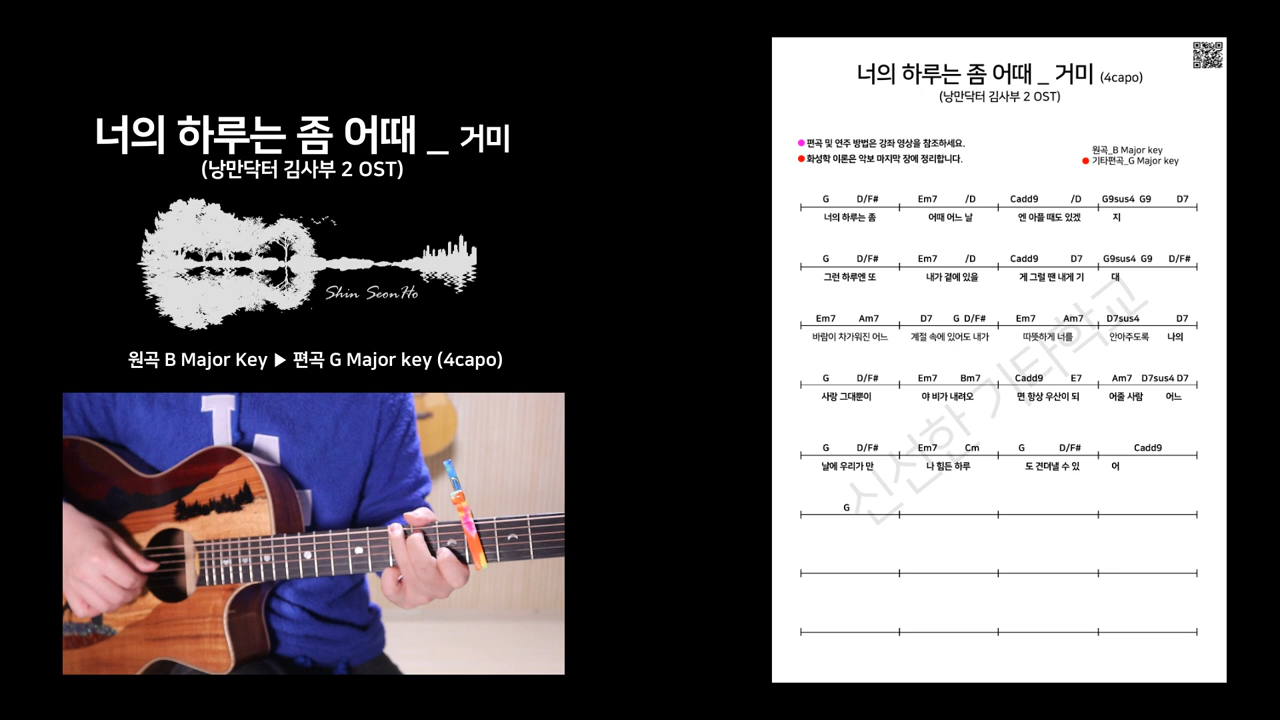 너의 하루는 좀 어때 _ 거미
(낭만닥터 김사부 2 OST)
Shin SeonHo
원곡 B Major Key ▶ 편곡 G Major key (4capo)
너의 하루는 좀 어때 _ 거미 (4capo)
(낭만닥터 김사부 2 OST)
편곡 및 연주 방법은 강좌 영상을 참조하세요.
화성학 이론은 악보 마지막 장에 정리합니다.
원곡_B Major key
기타편곡_G Major key
G D/F# Em7 /D Cadd9 /D G9sus4 G9 D7
너의 하루는 좀 어때 어느 날 엔 아플 때도 있겠 지
G D/F# Em7 /D Cadd9 D7 G9sus4 G9 D/F#
그런 하루엔 또 내가 곁에 있을 게 그럴 땐 내게 기 대
Em7 Am7 D7 G D/F# Em7 Am7 D7sus4 D7
바람이 차가워진 어느 계절 속에 있어도 내가 따뜻하게 너를 안아주도록 나의
G D/F# Em7 Bm7 Cadd9 E7 Am7 D7sus4 D7
사랑 그대뿐이 야 비가 내려오 면 항상 우산이 되 어줄 사람 어느
G D/F# Em7 Cm G D/F# Cadd9
날에 우리가 만 나 힘든 하루 도 견뎌낼 수 있 어
G
신선한 기타학교